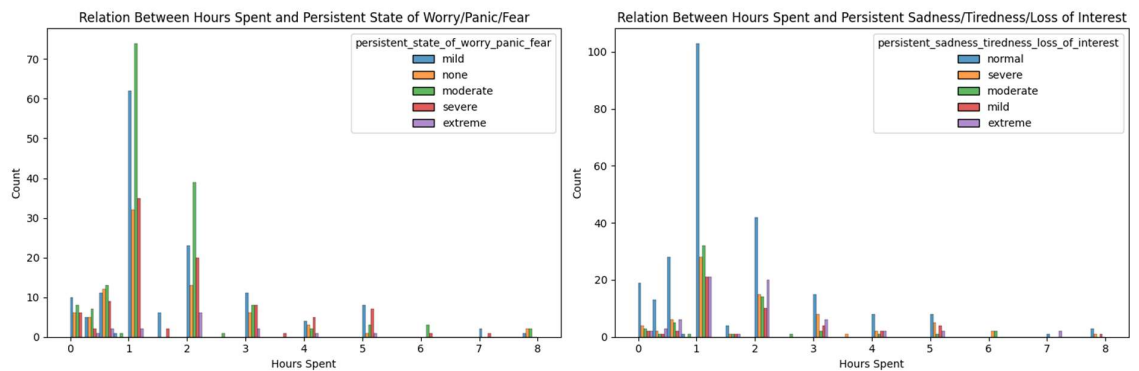 Relation Between Hours Spent and Persistent State of Worry/Panic/Fear
persistent_state_of_worry_panic_fear
mild
none
moderate
severe
extreme
70
60
50
40
30
20
10
0
Count
0 1 2 3 4 5 6 7 8
Hours Spent
Relation Between Hours Spent and Persistent Sadness/Tiredness/Loss of Interest
persistent_sadness_tiredness_loss_of_interest
normal
severe
moderate
mild
extreme
100
80
60
40
20
0
Count
0 1 2 3 4 5 6 7 8
Hours Spent